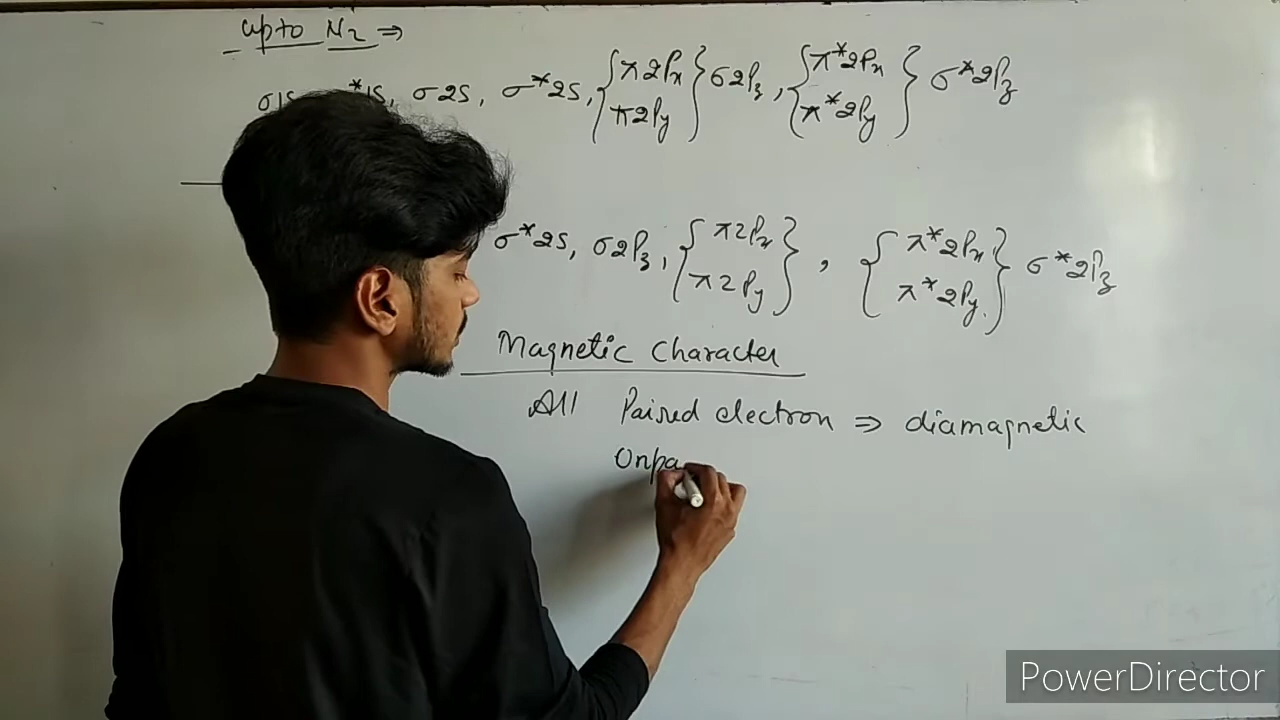 upto N2 ⇒
σ1s *1s, σ2s, σ*2s, {π2Px π2Py} σ2Pz, {π*2Px π*2Py} σ*2Pz
σ*2s, σ2Pz, {π2Px π2Py}, {π*2Px π*2Py} σ*2Pz
Magnetic Character
All Paired electron ⇒ diamagnetic
Unpa
PowerDirector